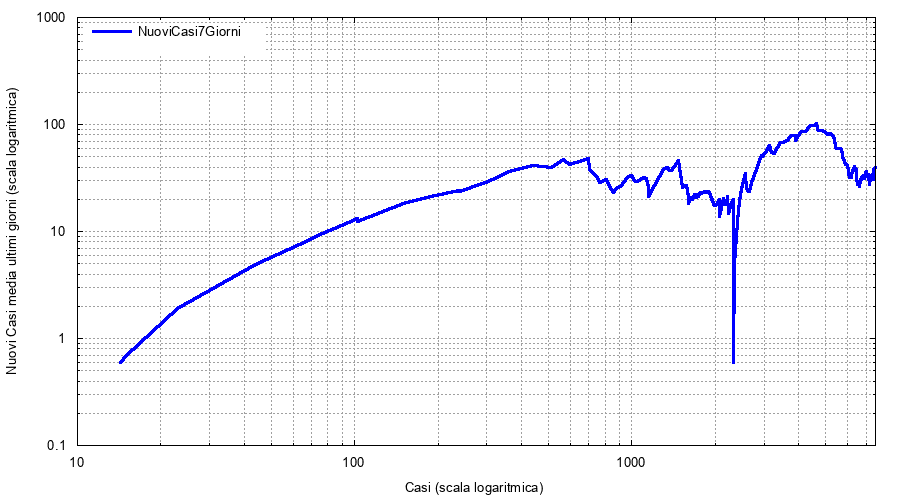 NuoviCasi7Giorni
1000
100
10
1
0.1
Nuovi Casi media ultimi giorni (scala logaritmica)
10 100 1000
Casi (scala logaritmica)